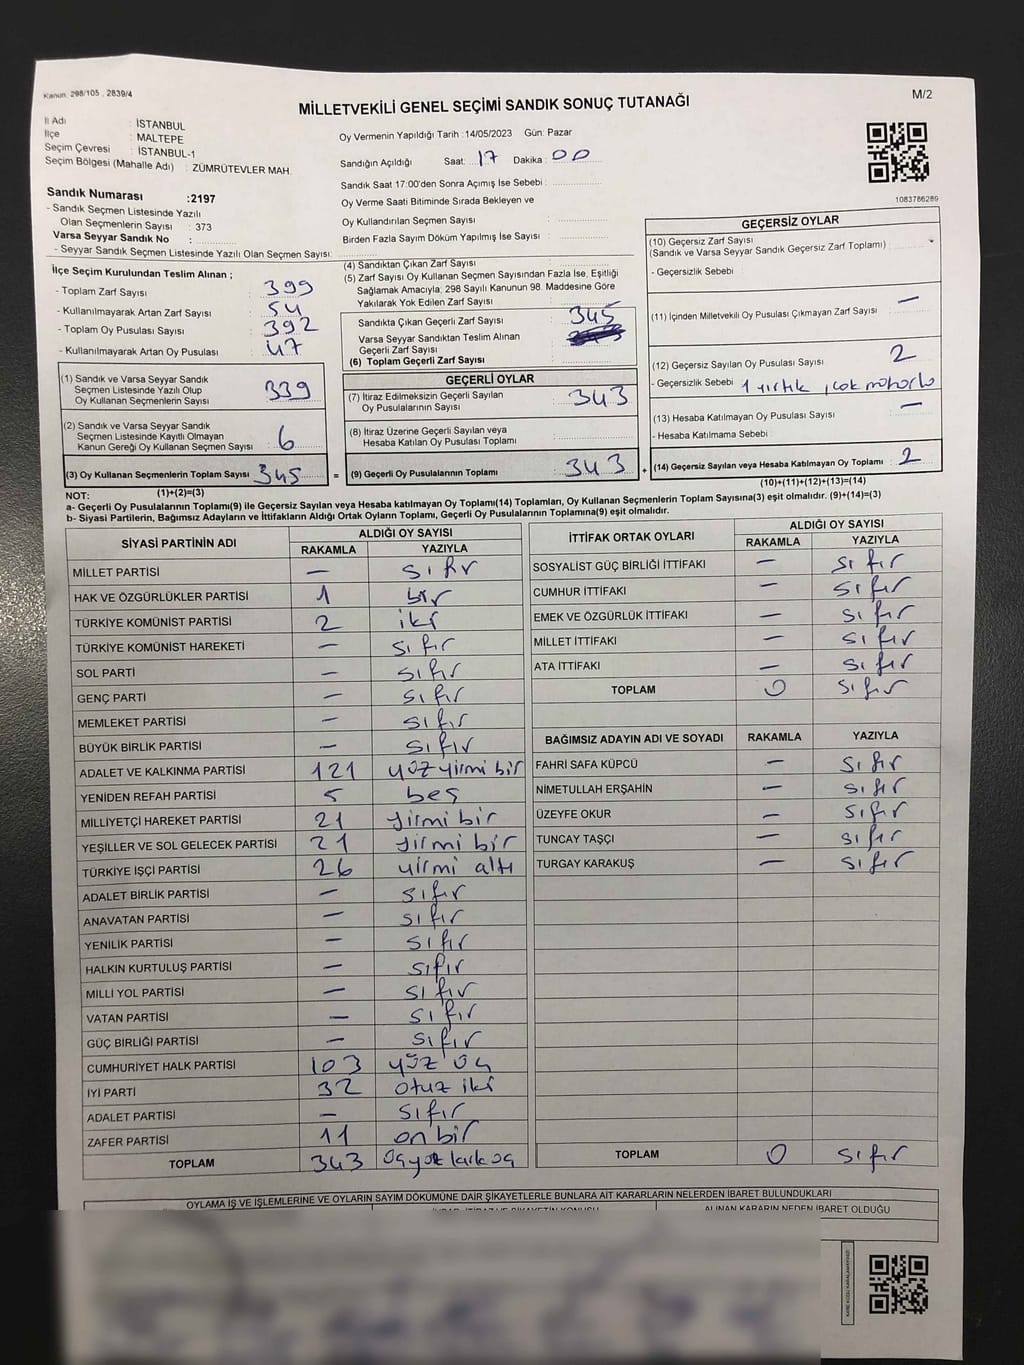 Kanun: 298/105 , 2839/4
M/2
MİLLETVEKİLİ GENEL SEÇİMİ SANDIK SONUÇ TUTANAĞI
İl Adı : İSTANBUL
İlçe : MALTEPE
Seçim Çevresi : İSTANBUL-1
Seçim Bölgesi (Mahalle Adı) : ZÜMRÜTEVLER MAH.
Oy Vermenin Yapıldığı Tarih :14/05/2023 Gün: Pazar
Sandığın Açıldığı Saat: 17 Dakika: 00
Sandık Saat 17:00'den Sonra Açımış İse Sebebi :
Oy Verme Saati Bitiminde Sırada Bekleyen ve
Oy Kullandırılan Seçmen Sayısı :
Birden Fazla Sayım Döküm Yapılmış İse Sayısı :
1083786289
Sandık Numarası :2197
- Sandık Seçmen Listesinde Yazılı
Olan Seçmenlerin Sayısı : 373
Varsa Seyyar Sandık No :
- Seyyar Sandık Seçmen Listesinde Yazılı Olan Seçmen Sayısı:
İlçe Seçim Kurulundan Teslim Alınan ;
- Toplam Zarf Sayısı : 399
- Kullanılmayarak Artan Zarf Sayısı : 54
- Toplam Oy Pusulası Sayısı : 392
- Kullanılmayarak Artan Oy Pusulası : 47
(4) Sandıktan Çıkan Zarf Sayısı :
(5) Zarf Sayısı Oy Kullanan Seçmen Sayısından Fazla İse, Eşitliği
Sağlamak Amacıyla; 298 Sayılı Kanunun 98. Maddesine Göre
Yakılarak Yok Edilen Zarf Sayısı :
Sandıkta Çıkan Geçerli Zarf Sayısı : 345
Varsa Seyyar Sandıktan Teslim Alınan
Geçerli Zarf Sayısı :
(6) Toplam Geçerli Zarf Sayısı :
GEÇERSİZ OYLAR
(10) Geçersiz Zarf Sayısı :
(Sandık ve Varsa Seyyar Sandık Geçersiz Zarf Toplamı)
- Geçersizlik Sebebi
(11) İçinden Milletvekili Oy Pusulası Çıkmayan Zarf Sayısı : —
(12) Geçersiz Sayılan Oy Pusulası Sayısı : 2
- Geçersizlik Sebebi 1 yırtık , çok mühürlü
(13) Hesaba Katılmayan Oy Pusulası Sayısı : —
- Hesaba Katılmama Sebebi
(14) Geçersiz Sayılan veya Hesaba Katılmayan Oy Toplamı : 2
(10)+(11)+(12)+(13)=(14)
(1) Sandık ve Varsa Seyyar Sandık
Seçmen Listesinde Yazılı Olup
Oy Kullanan Seçmenlerin Sayısı : 339
(2) Sandık ve Varsa Seyyar Sandık
Seçmen Listesinde Kayıtlı Olmayan
Kanun Gereği Oy Kullanan Seçmen Sayısı : 6
(3) Oy Kullanan Seçmenlerin Toplam Sayısı : 345 =
(1)+(2)=(3)
GEÇERLİ OYLAR
(7) İtiraz Edilmeksizin Geçerli Sayılan
Oy Pusulalarının Sayısı : 343
(8) İtiraz Üzerine Geçerli Sayılan veya
Hesaba Katılan Oy Pusulası Toplamı :
(9) Geçerli Oy Pusulalarının Toplamı : 343 +
NOT:
a- Geçerli Oy Pusulalarının Toplamı(9) ile Geçersiz Sayılan veya Hesaba katılmayan Oy Toplamı(14) Toplamları, Oy Kullanan Seçmenlerin Toplam Sayısına(3) eşit olmalıdır. (9)+(14)=(3)
b- Siyasi Partilerin, Bağımsız Adayların ve İttifakların Aldığı Ortak Oyların Toplamı, Geçerli Oy Pusulalarının Toplamına(9) eşit olmalıdır.
SİYASİ PARTİNİN ADI ALDIĞI OY SAYISI
RAKAMLA YAZIYLA
MİLLET PARTİSİ — sıfır
HAK VE ÖZGÜRLÜKLER PARTİSİ 1 bir
TÜRKİYE KOMÜNİST PARTİSİ 2 iki
TÜRKİYE KOMÜNİST HAREKETİ — sıfır
SOL PARTİ — sıfır
GENÇ PARTİ — sıfır
MEMLEKET PARTİSİ — sıfır
BÜYÜK BİRLİK PARTİSİ — sıfır
ADALET VE KALKINMA PARTİSİ 121 yüz yirmi bir
YENİDEN REFAH PARTİSİ 5 beş
MİLLİYETÇİ HAREKET PARTİSİ 21 yirmi bir
YEŞİLLER VE SOL GELECEK PARTİSİ 21 yirmi bir
TÜRKİYE İŞÇİ PARTİSİ 26 yirmi altı
ADALET BİRLİK PARTİSİ — sıfır
ANAVATAN PARTİSİ — sıfır
YENİLİK PARTİSİ — sıfır
HALKIN KURTULUŞ PARTİSİ — sıfır
MİLLİ YOL PARTİSİ — sıfır
VATAN PARTİSİ — sıfır
GÜÇ BİRLİĞİ PARTİSİ — sıfır
CUMHURİYET HALK PARTİSİ 103 yüz üç
İYİ PARTİ 32 otuz iki
ADALET PARTİSİ — sıfır
ZAFER PARTİSİ 11 on bir
TOPLAM 343 üçyüz kırk üç
İTTİFAK ORTAK OYLARI ALDIĞI OY SAYISI
RAKAMLA YAZIYLA
SOSYALİST GÜÇ BİRLİĞİ İTTİFAKI — sıfır
CUMHUR İTTİFAKI — sıfır
EMEK VE ÖZGÜRLÜK İTTİFAKI — sıfır
MİLLET İTTİFAKI — sıfır
ATA İTTİFAKI — sıfır
TOPLAM 0 sıfır
BAĞIMSIZ ADAYIN ADI VE SOYADI RAKAMLA YAZIYLA
FAHRİ SAFA KÜPCÜ — sıfır
NİMETULLAH ERŞAHİN — sıfır
ÜZEYFE OKUR — sıfır
TUNCAY TAŞÇI — sıfır
TURGAY KARAKUŞ — sıfır
TOPLAM 0 sıfır
OYLAMA İŞ VE İŞLEMLERİNE VE OYLARIN SAYIM DÖKÜMÜNE DAİR ŞİKAYETLERLE BUNLARA AİT KARARLARIN NELERDEN İBARET BULUNDUKLARI
ALINAN KARARIN NEDEN İBARET OLDUĞU